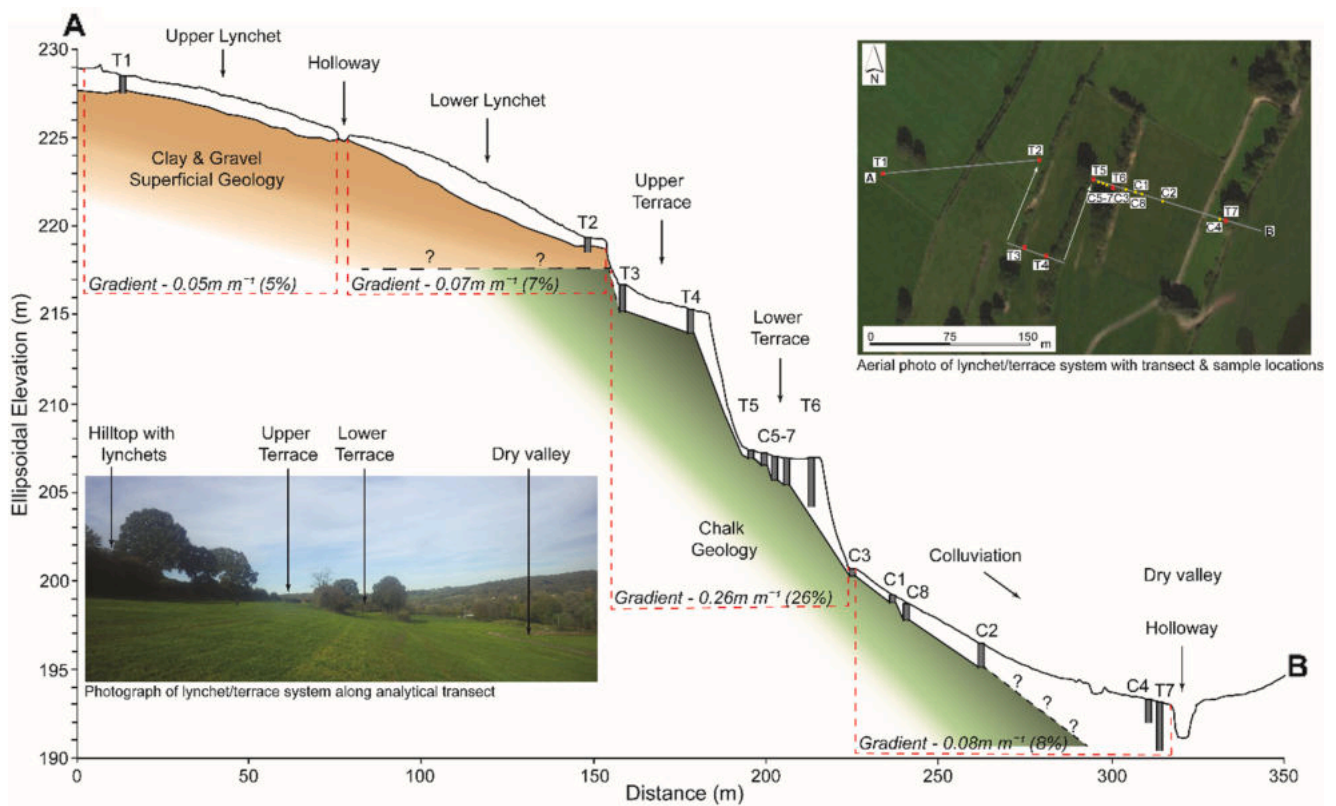 A
Upper Lynchet
Holloway
Lower Lynchet
Upper
Terrace
Lower
Terrace
T1
T2
T3
T4
T5
T6
C5-7
C3
C1
C8
C2
C4
T7
Clay & Gravel
Superficial Geology
Chalk
Geology
Colluviation
Dry valley
Holloway
B
? ?
? ? ?
Gradient - 0.05m m⁻¹ (5%)
Gradient - 0.07m m⁻¹ (7%)
Gradient - 0.26m m⁻¹ (26%)
Gradient - 0.08m m⁻¹ (8%)
Ellipsoidal Elevation (m)
230
225
220
215
210
205
200
195
190
0 50 100 150 200 250 300 350
Distance (m)
Hilltop with
lynchets
Upper
Terrace
Lower
Terrace
Dry valley
Photograph of lynchet/terrace system along analytical transect
N
T1
A
T2
T5
T6
C1
C2
C5-7
C3
C8
T7
C4
B
T3
T4
0 75 150
m
Aerial photo of lynchet/terrace system with transect & sample locations